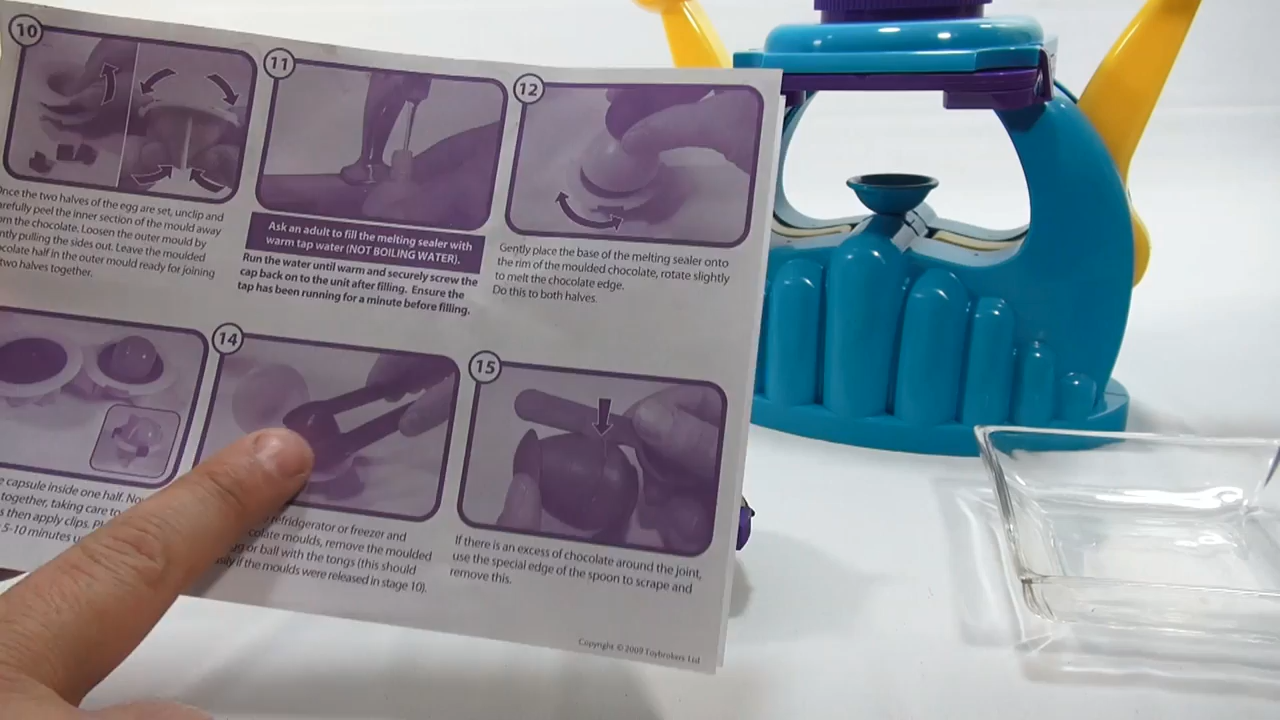 10
Once the two halves of the egg are set, unclip and
carefully peel the inner section of the mould away
from the chocolate. Loosen the outer mould by
gently pulling the sides out. Leave the moulded
chocolate half in the outer mould ready for joining
two halves together.
11
Ask an adult to fill the melting sealer with
warm tap water (NOT BOILING WATER).
Run the water until warm and securely screw the
cap back on to the unit after filling. Ensure the
tap has been running for a minute before filling.
12
Gently place the base of the melting sealer onto
the rim of the moulded chocolate, rotate slightly
to melt the chocolate edge.
Do this to both halves.
capsule inside one half.
together, taking care to
then apply clips.
5-10 minutes
14
refridgerator or freezer and
moulds, remove the moulded
or ball with the tongs (this should
if the moulds were released in stage 10).
15
If there is an excess of chocolate around the joint,
use the special edge of the spoon to scrape and
remove this.
Copyright © 2009 Toybrokers Ltd